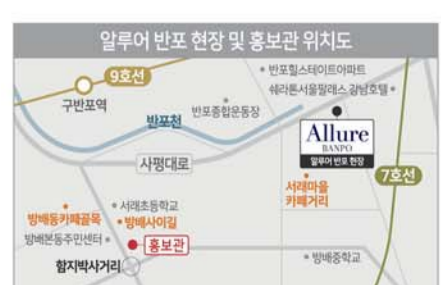 알루어 반포 현장 및 홍보관 위치도
9호선
구반포역
반포천
반포종합운동장
반포힐스테이트아파트
쉐라톤서울팔래스 강남호텔
Allure
BANPO
알루어 반포 현장
7호선
사평대로
서래마을
카페거리
서래초등학교
방배동카페골목
방배사이길
방배본동주민센터
홍보관
함지박사거리
방배중학교